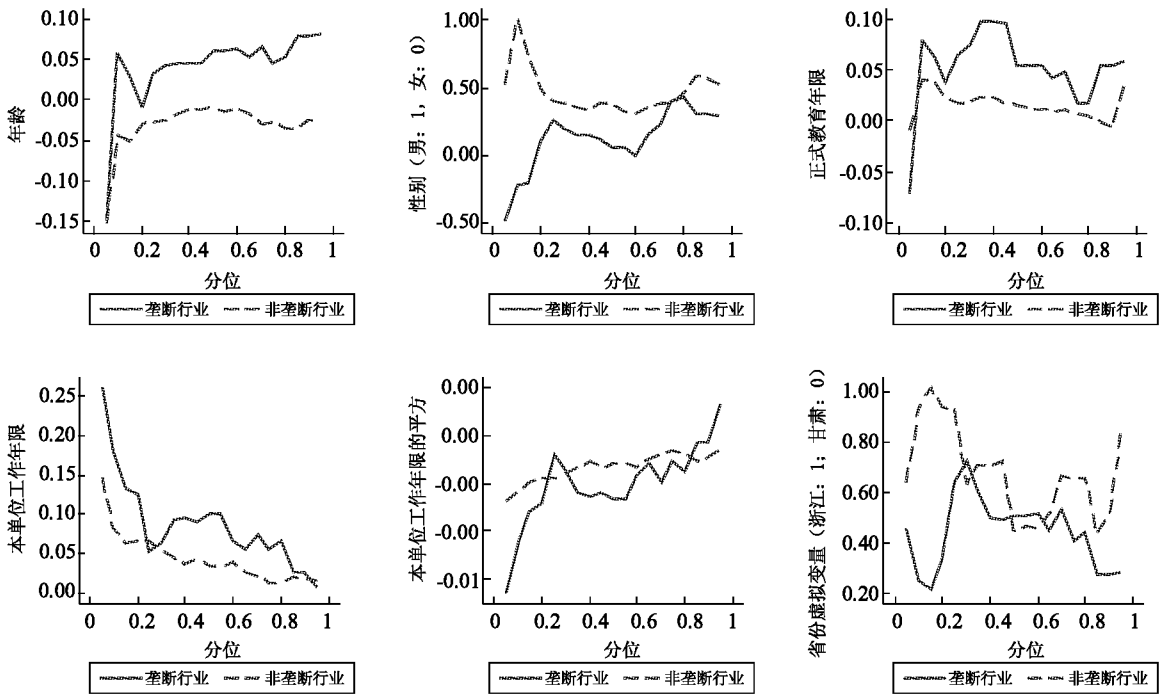 年龄
0.10
0.05
0.00
-0.05
-0.10
-0.15
0 0.2 0.4 0.6 0.8 1
分位
垄断行业 非垄断行业
性别（男：1，女：0）
1.00
0.50
0.00
-0.50
0 0.2 0.4 0.6 0.8 1
分位
垄断行业 非垄断行业
正式教育年限
0.10
0.05
0.00
-0.05
-0.10
0 0.2 0.4 0.6 0.8 1
分位
垄断行业 非垄断行业
本单位工作年限
0.25
0.20
0.15
0.10
0.05
0.00
0 0.2 0.4 0.6 0.8 1
分位
垄断行业 非垄断行业
本单位工作年限的平方
0.00
0.00
-0.00
-0.00
-0.01
0 0.2 0.4 0.6 0.8 1
分位
垄断行业 非垄断行业
省份虚拟变量（浙江：1；甘肃：0）
1.00
0.80
0.60
0.40
0.20
0 0.2 0.4 0.6 0.8 1
分位
垄断行业 非垄断行业